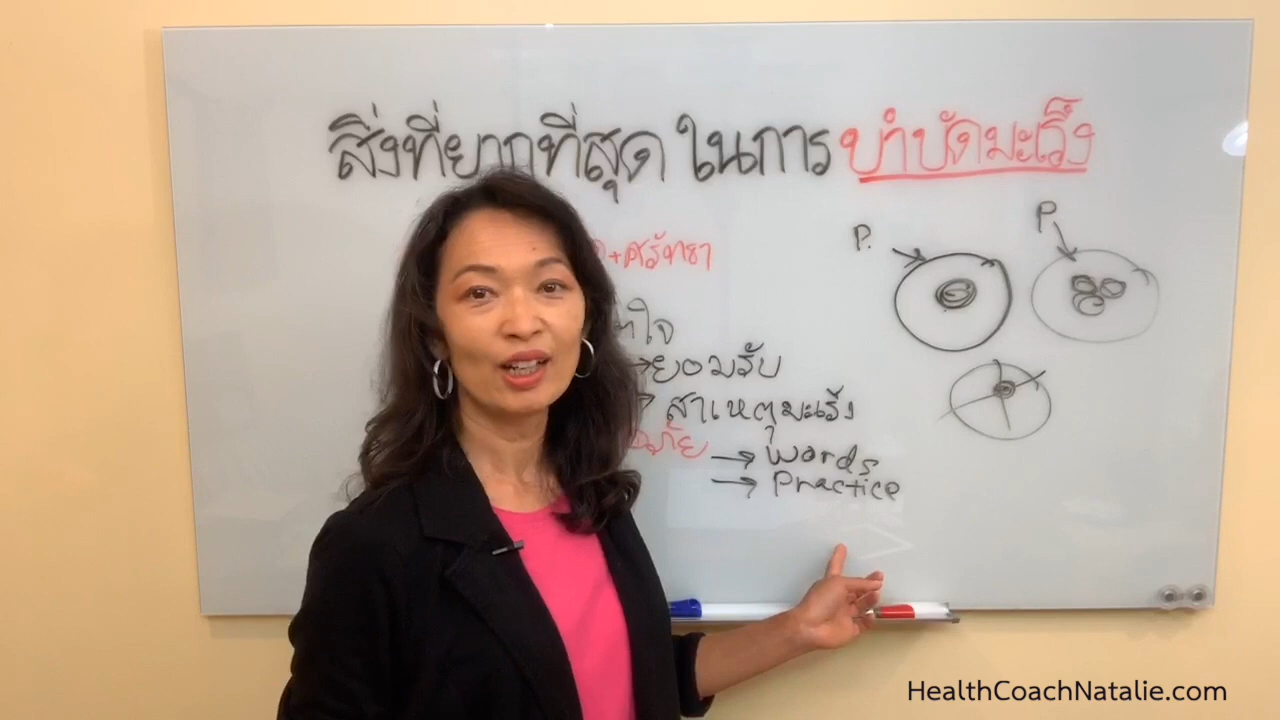 สิ่งที่ยากที่สุด ในการ บำบัดมะเร็ง
P. P
+ศรัทธา
→ยอมรับ
สาเหตุมะเร็ง
→ words
→ Practice
HealthCoachNatalie.com